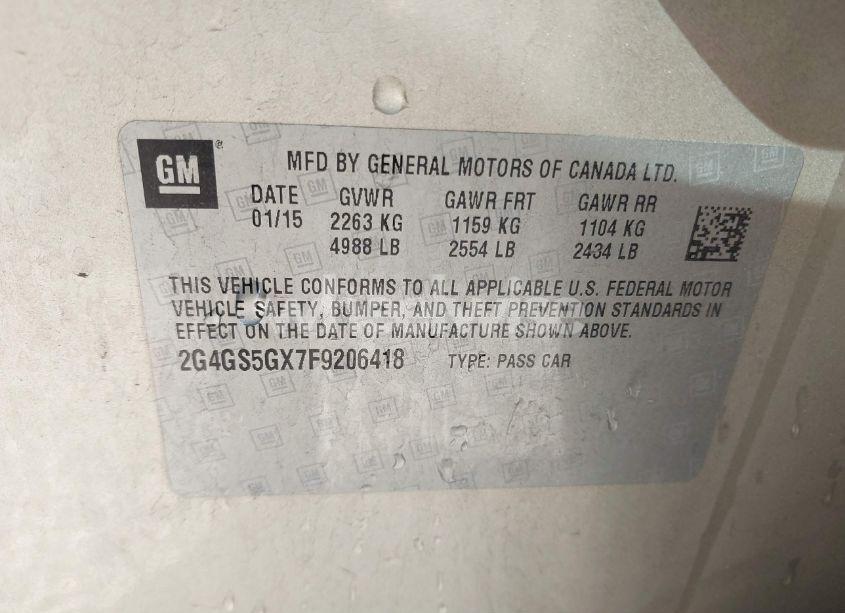 GM ®
MFD BY GENERAL MOTORS OF CANADA LTD.
DATE GVWR GAWR FRT GAWR RR
01/15 2263 KG 1159 KG 1104 KG
4988 LB 2554 LB 2434 LB
THIS VEHICLE CONFORMS TO ALL APPLICABLE U.S. FEDERAL MOTOR
VEHICLE SAFETY, BUMPER, AND THEFT PREVENTION STANDARDS IN
EFFECT ON THE DATE OF MANUFACTURE SHOWN ABOVE.
2G4GS5GX7F9206418 TYPE: PASS CAR